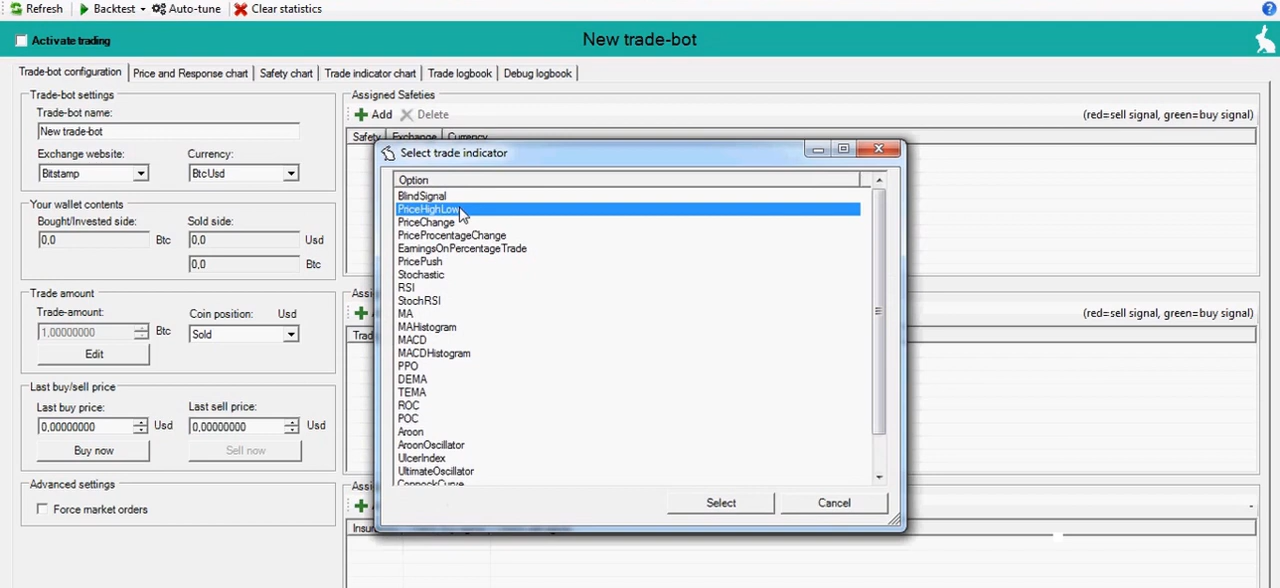 Refresh Backtest Auto-tune Clear statistics
Activate trading New trade-bot
Trade-bot configuration Price and Response chart Safety chart Trade indicator chart Trade logbook Debug logbook
Trade-bot settings
Trade-bot name:
New trade-bot
Exchange website: Currency:
Bitstamp BtcUsd
Your wallet contents
Bought/Invested side: Sold side:
0,0 Btc 0,0 Usd
0,0 Btc
Trade amount
Trade-amount: Coin position: Usd
1,00000000 Btc Sold
Edit
Last buy/sell price
Last buy price: Last sell price:
0,00000000 Usd 0,00000000 Usd
Buy now Sell now
Advanced settings
Force market orders
Assigned Safeties
Add Delete (red=sell signal, green=buy signal)
Safety Exchange Currency
Select trade indicator
Option
BlindSignal
PriceHighLow
PriceChange
PriceProcentageChange
EarningsOnPercentageTrade
PricePush
Stochastic
RSI
StochRSI
MA
MAHistogram
MACD
MACDHistogram
PPO
DEMA
TEMA
ROC
POC
Aroon
AroonOscillator
UlcerIndex
UltimateOscillator
Select Cancel
(red=sell signal, green=buy signal)